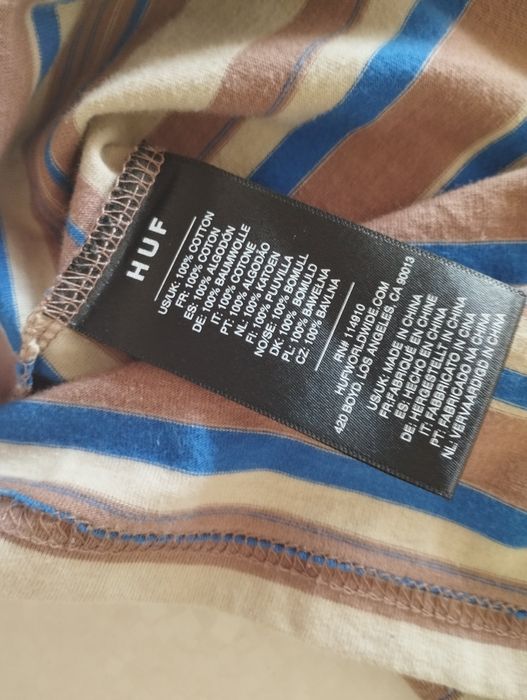 HUF
US/UK: 100% COTTON
FR: 100% COTON
ES: 100% ALGODÓN
DE: 100% BAUMWOLLE
IT: 100% COTONE
PT: 100% ALGODÃO
NL: 100% KATOEN
FI: 100% PUUVILLA
NO/SE: 100% BOMULL
DK: 100% BOMULD
PL: 100% BAWEŁNA
CZ: 100% BAVLNA
RN# 114910
HUFWORLDWIDE.COM
420 BOYD, LOS ANGELES, CA. 90013
US/UK: MADE IN CHINA
FR:FABRIQUÉ EN CHINE
ES: HECHO EN CHINA
DE: HERGESTELLT IN CHINA
IT: FABBRICATO IN CINA
PT: FABRICADO NA CHINA
NL: VERVAARDIGD IN CHINA